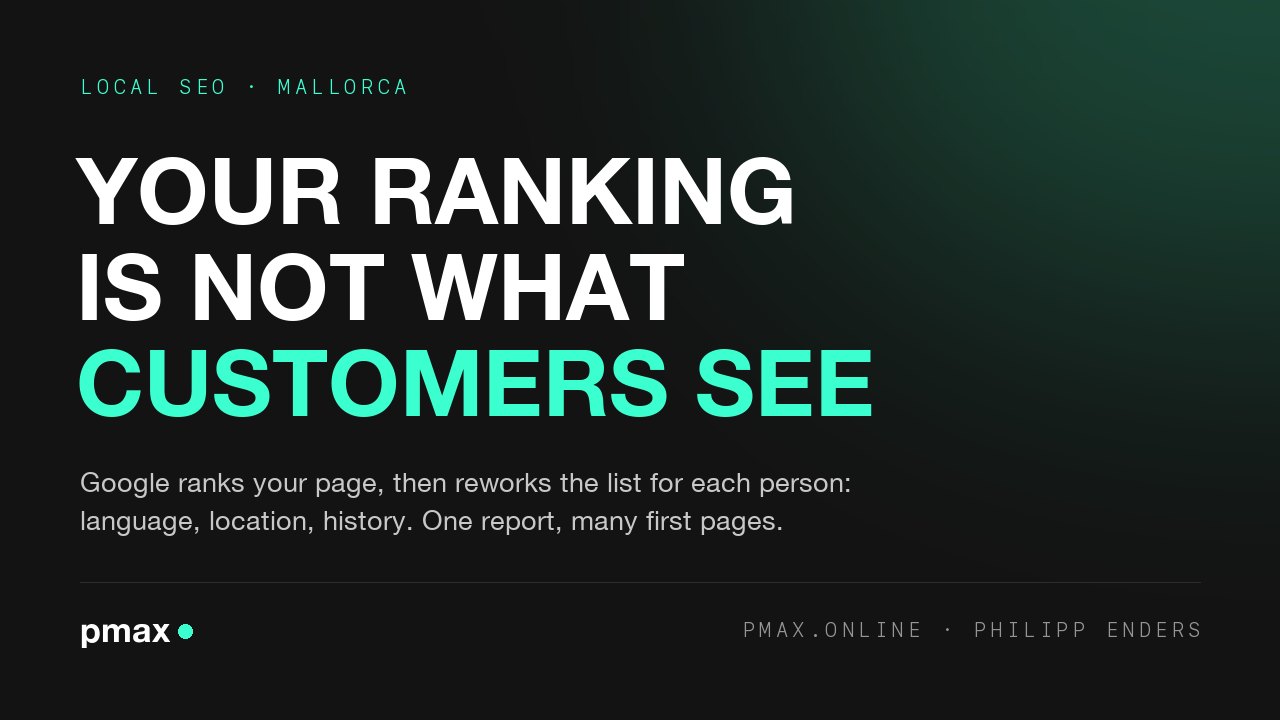 LOCAL SEO · MALLORCA
YOUR RANKING
IS NOT WHAT
CUSTOMERS SEE
Google ranks your page, then reworks the list for each person:
language, location, history. One report, many first pages.
pmax
PMAX.ONLINE · PHILIPP ENDERS